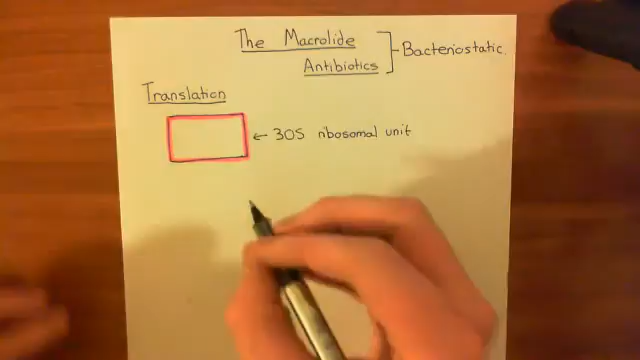 The Macrolide
Antibiotics
Bacteriostatic.
Translation
← 30S ribosomal unit